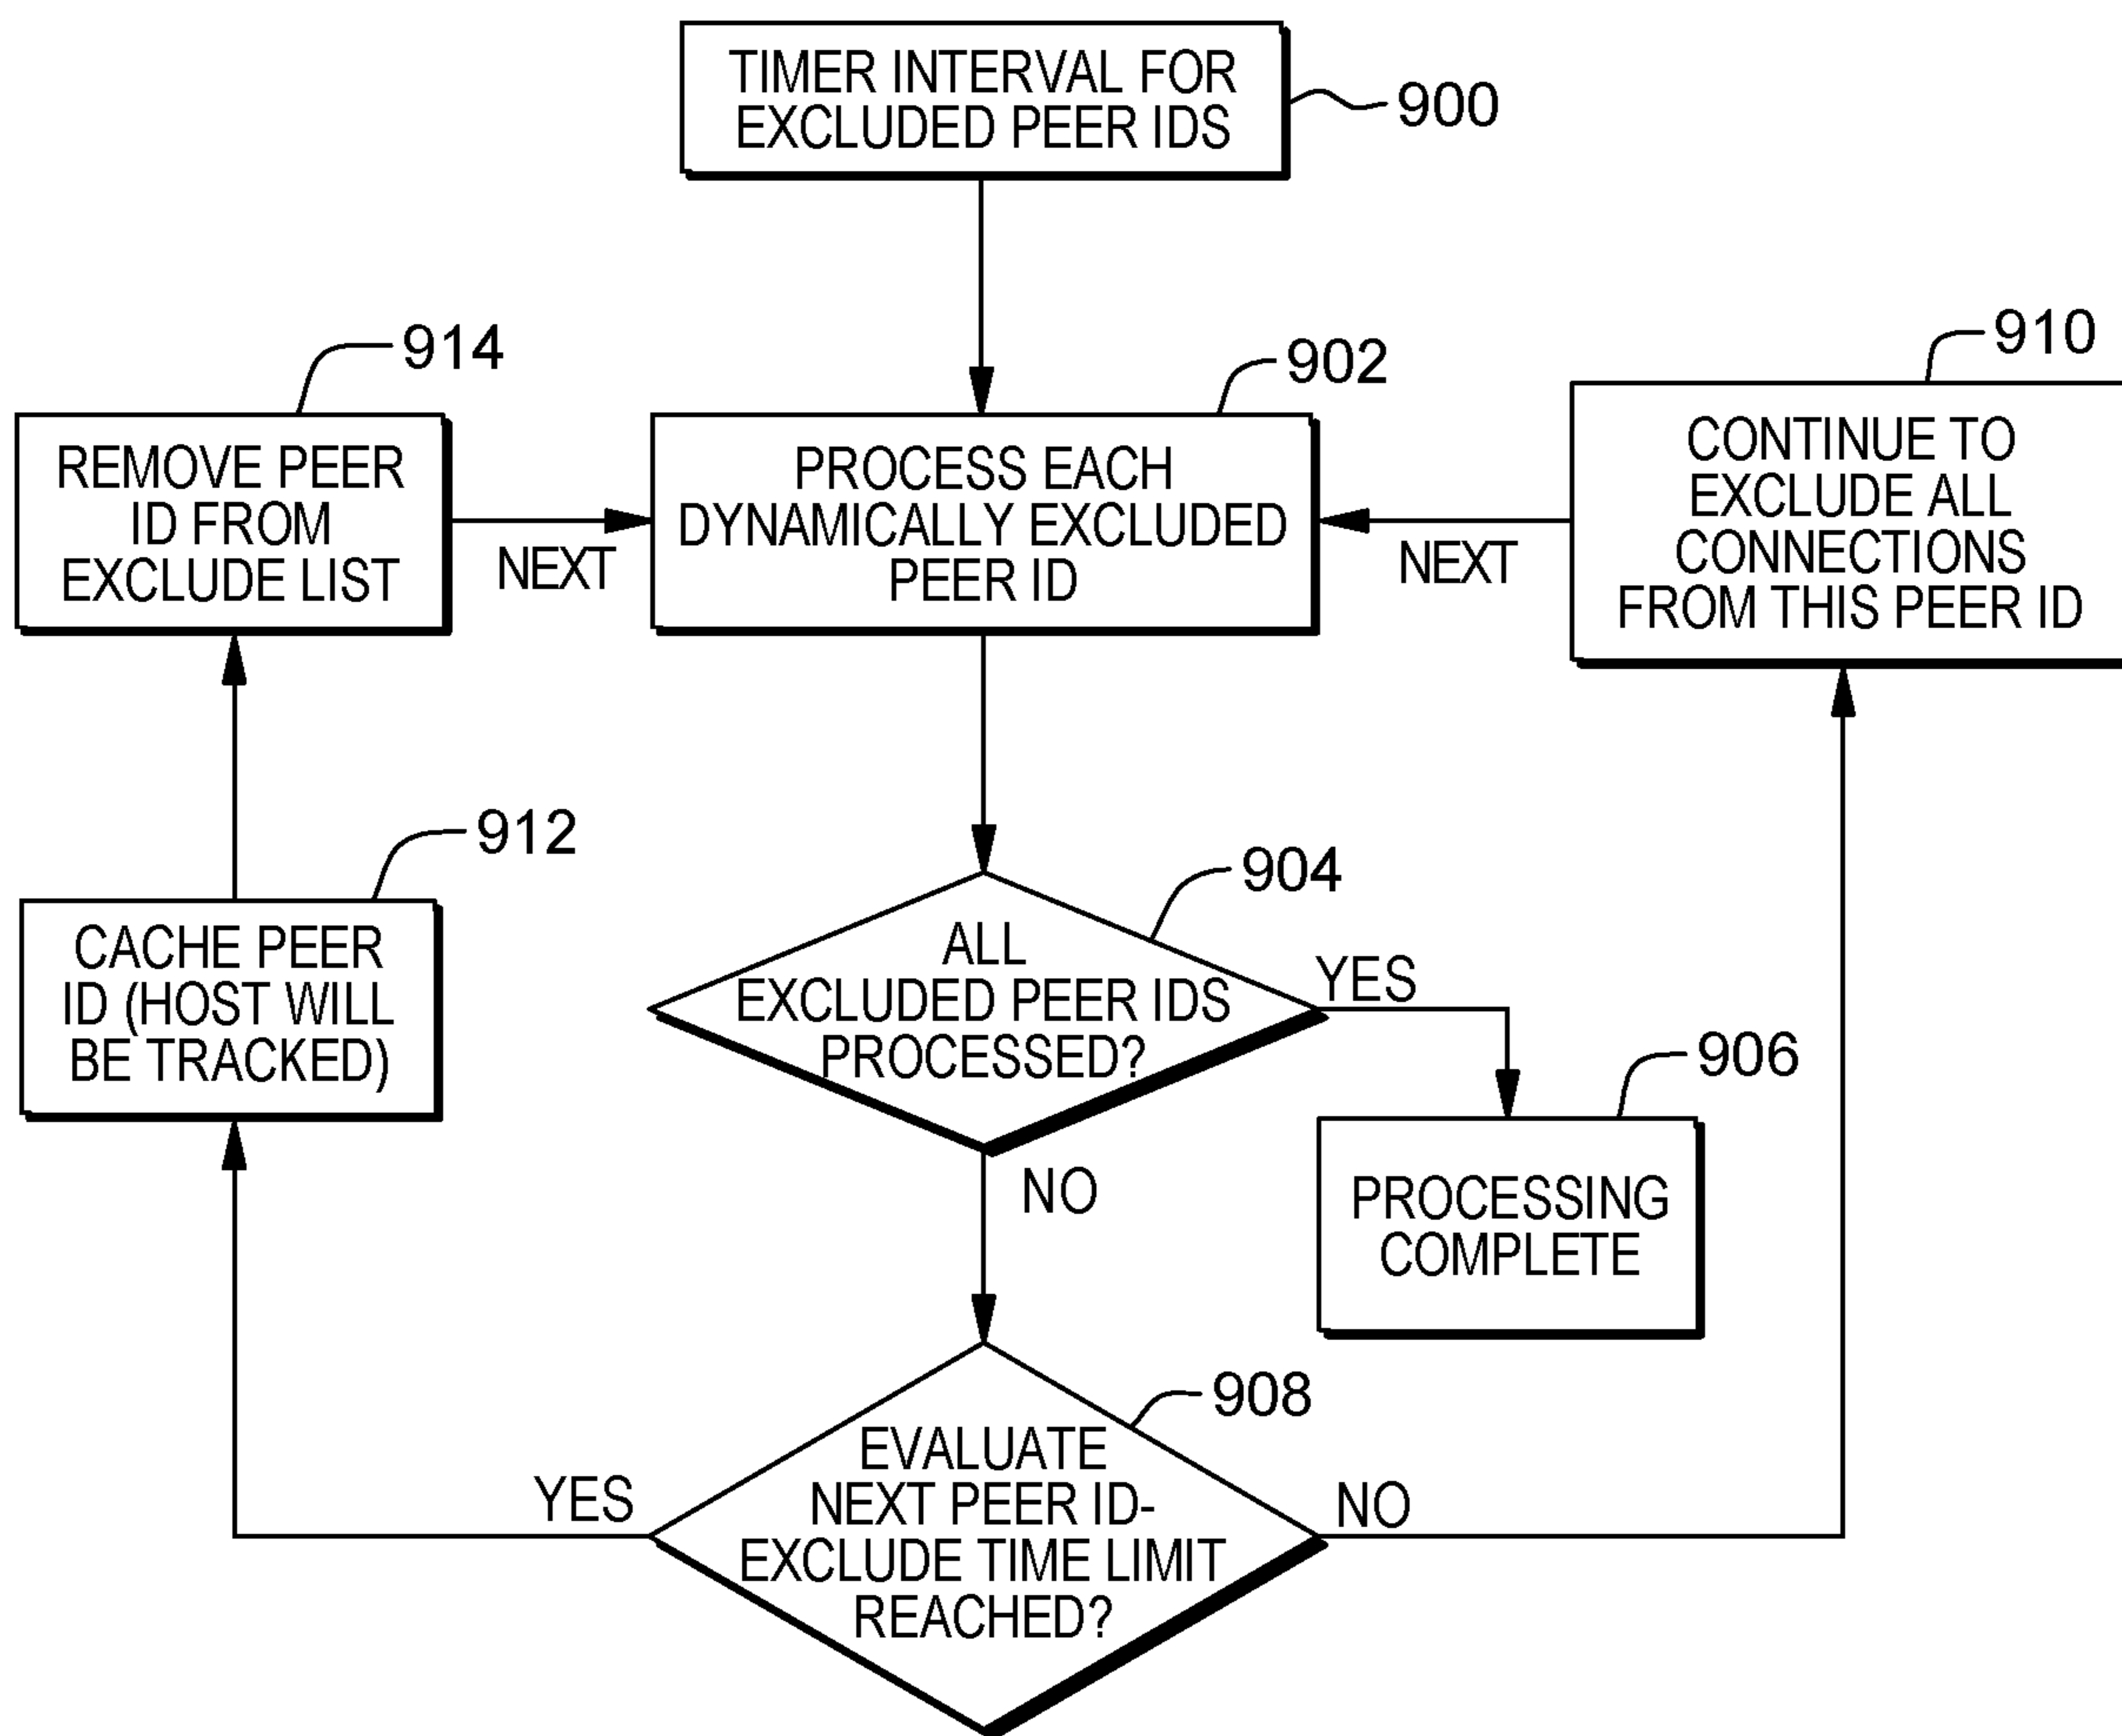 TIMER INTERVAL FOR
EXCLUDED PEER IDS
900
914
902
910
REMOVE PEER
ID FROM
EXCLUDE LIST
NEXT
PROCESS EACH
DYNAMICALLY EXCLUDED
PEER ID
NEXT
CONTINUE TO
EXCLUDE ALL
CONNECTIONS
FROM THIS PEER ID
912
904
CACHE PEER
ID (HOST WILL
BE TRACKED)
ALL
EXCLUDED PEER IDS
PROCESSED?
YES
906
NO
PROCESSING
COMPLETE
908
YES
EVALUATE
NEXT PEER ID-
EXCLUDE TIME LIMIT
REACHED?
NO